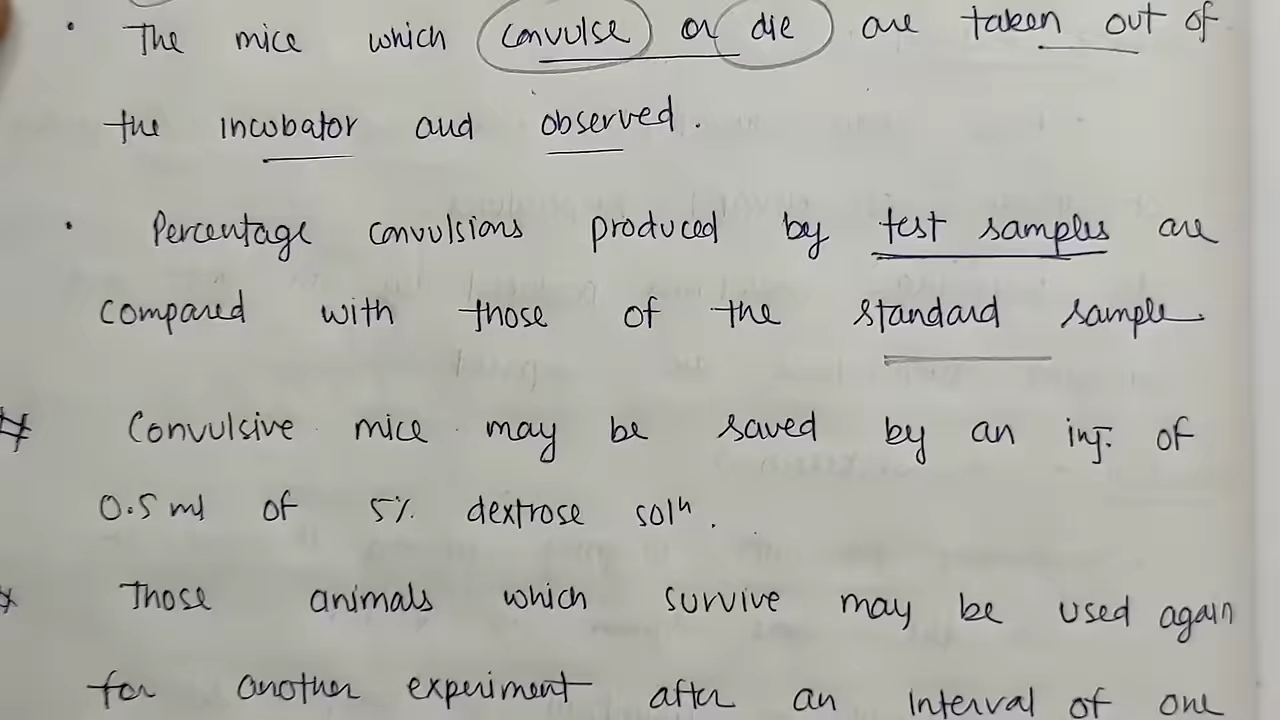 • The mice which convulse or die are taken out of
the incubator and observed.
• Percentage convulsions produced by test samples are
compared with those of the standard sample.
Convulsive mice may be saved by an inj. of
0.5 ml of 5% dextrose solⁿ.
Those animals which survive may be used again
for another experiment after an interval of one